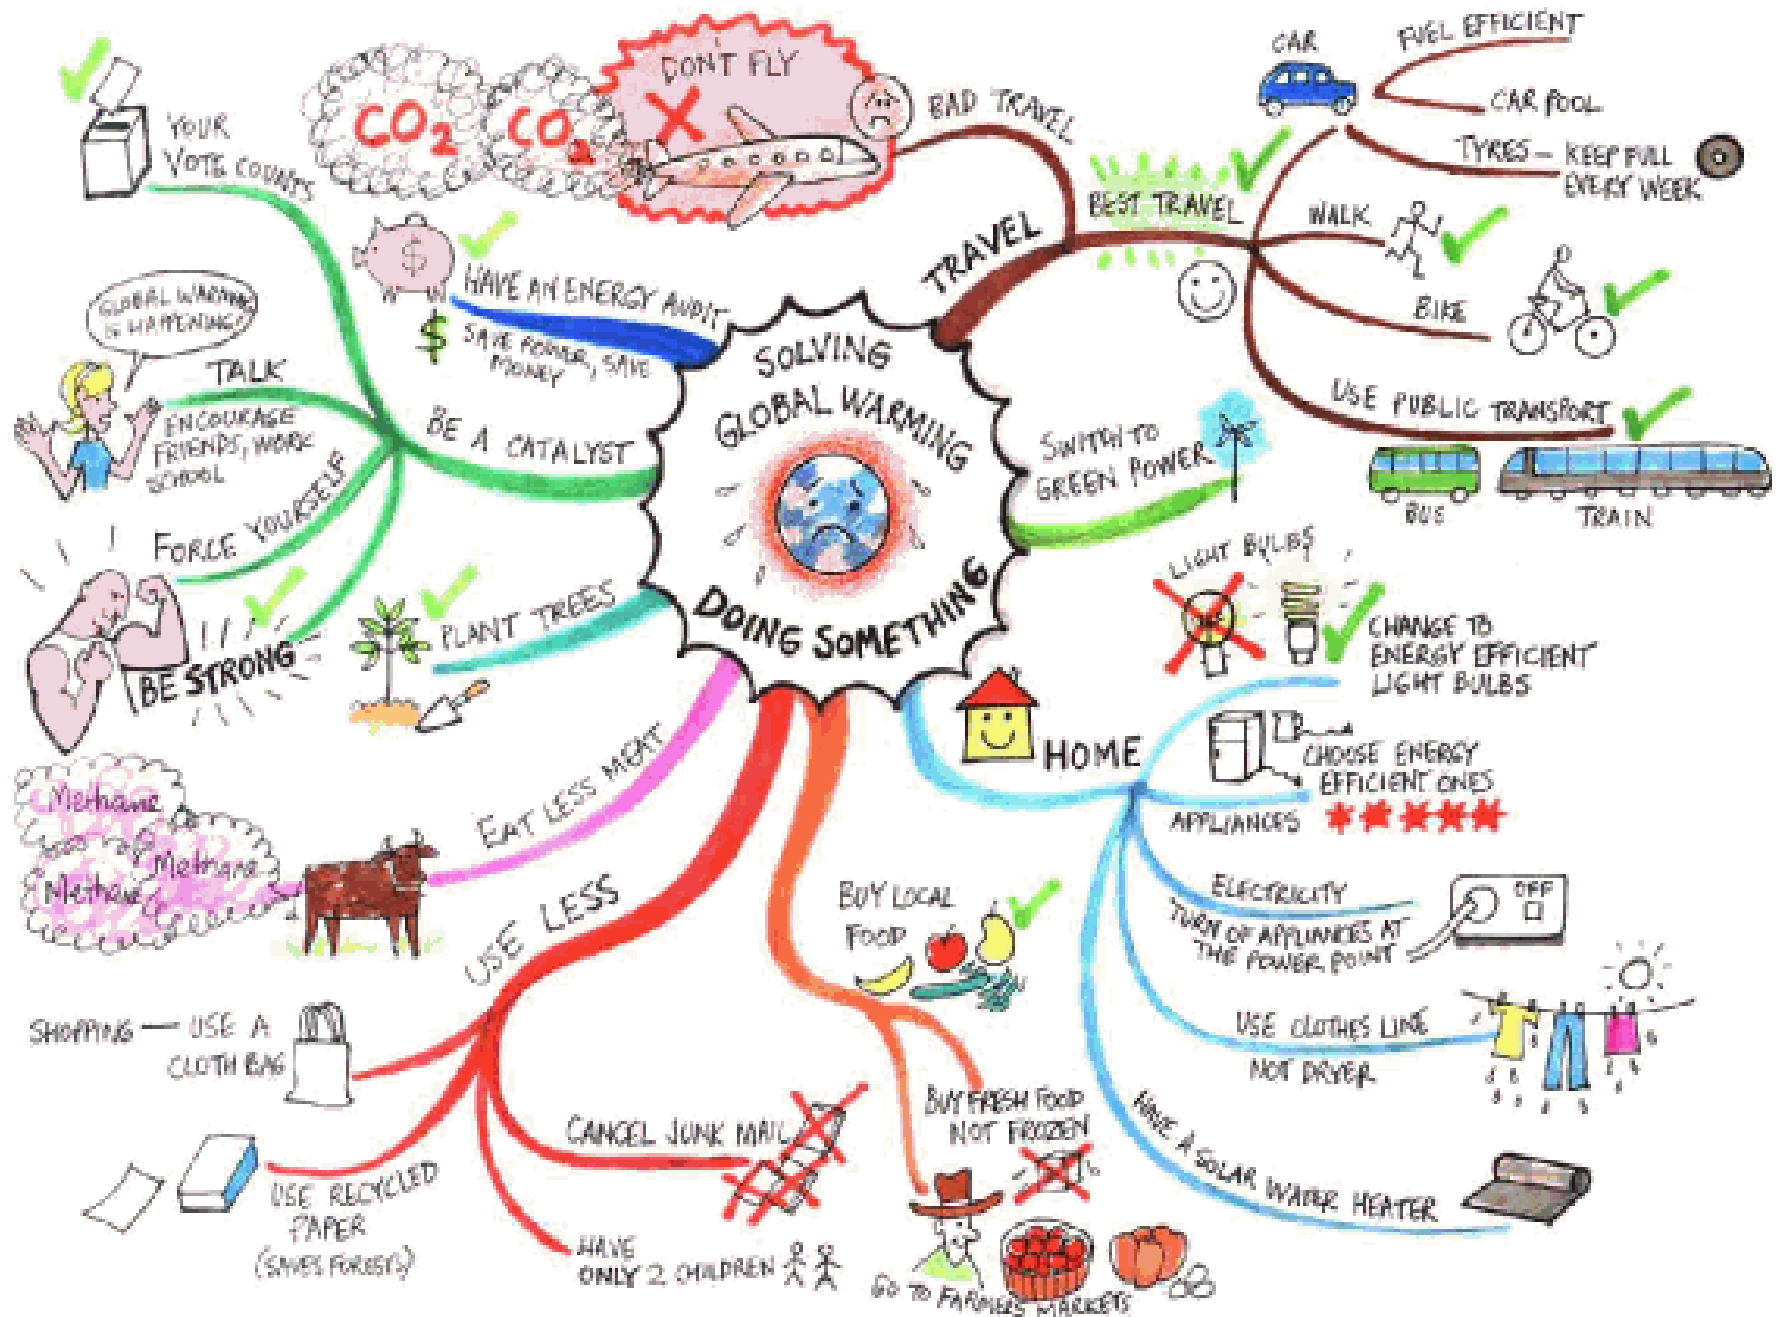 SOLVING
GLOBAL WARMING
DOING SOMETHING
TRAVEL
BAD TRAVEL
DON'T FLY
CO2
CO2
BEST TRAVEL
CAR
FUEL EFFICIENT
CAR POOL
TYRES – KEEP FULL
EVERY WEEK
WALK
BIKE
USE PUBLIC TRANSPORT
BUS
TRAIN
SWITCH TO
GREEN POWER
HOME
LIGHT BULBS
CHANGE TO
ENERGY EFFICIENT
LIGHT BULBS
CHOOSE ENERGY
EFFICIENT ONES
APPLIANCES
ELECTRICITY
TURN OF APPLIANCES AT
THE POWER POINT
OFF
USE CLOTHES LINE
NOT DRYER
HAVE A SOLAR WATER HEATER
BUY LOCAL
FOOD
BUY FRESH FOOD
NOT FROZEN
GO TO FARMERS MARKETS
USE LESS
SHOPPING — USE A
CLOTH BAG
USE RECYCLED
PAPER
(SAVES FORESTS)
CANCEL JUNK MAIL
HAVE
ONLY 2 CHILDREN
EAT LESS MEAT
Methane
Methane
Methane
PLANT TREES
BE A CATALYST
YOUR
VOTE COUNTS
TALK
ENCOURAGE
FRIENDS, WORK
SCHOOL
GLOBAL WARMING
IS HAPPENING!
FORCE YOURSELF
BE STRONG
HAVE AN ENERGY AUDIT
SAVE POWER, SAVE
MONEY
$
$